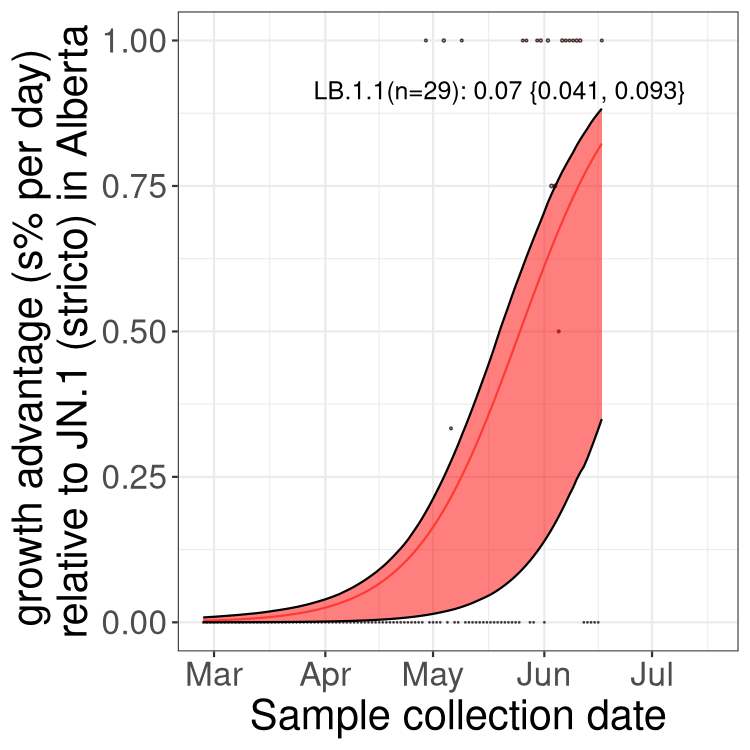 growth advantage (s% per day)
relative to JN.1 (stricto) in Alberta
1.00
0.75
0.50
0.25
0.00
LB.1.1(n=29): 0.07 {0.041, 0.093}
Mar Apr May Jun Jul
Sample collection date